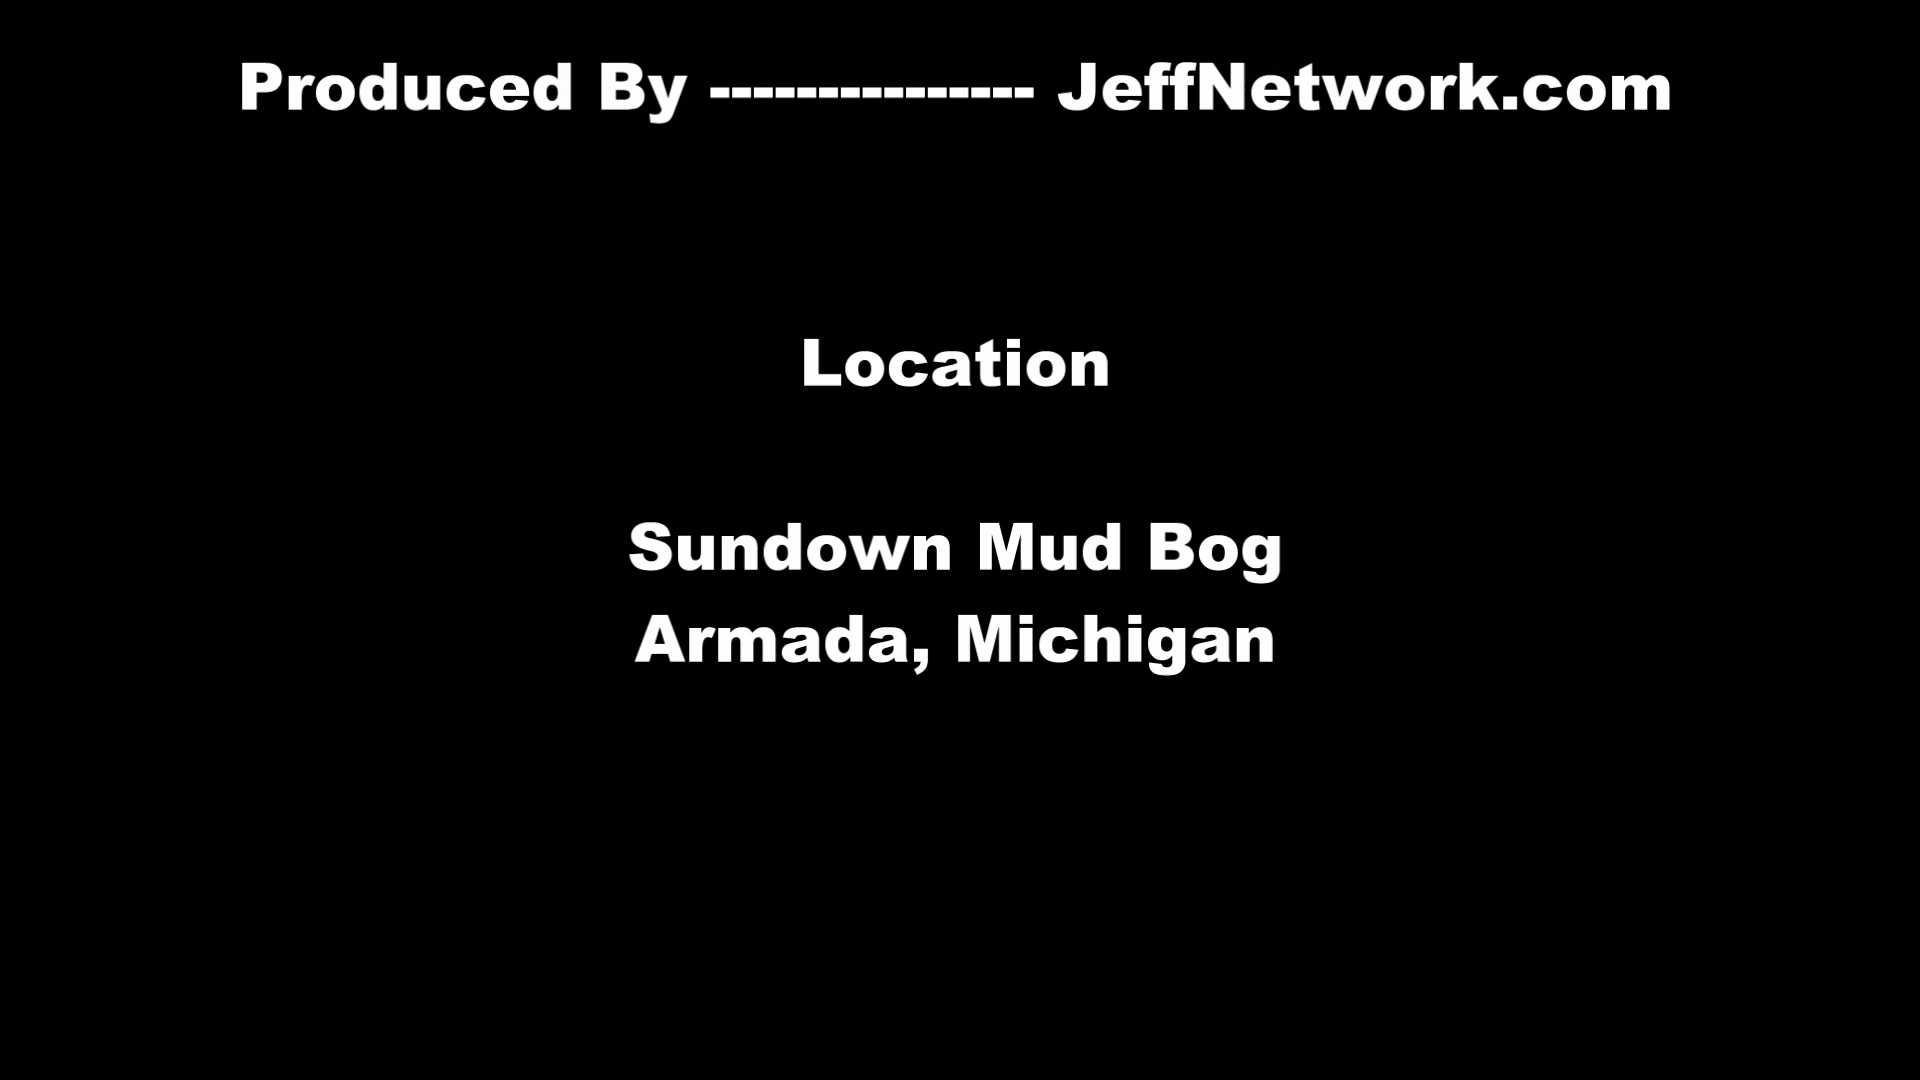 Produced By --------------- JeffNetwork.com
Location
Sundown Mud Bog
Armada, Michigan